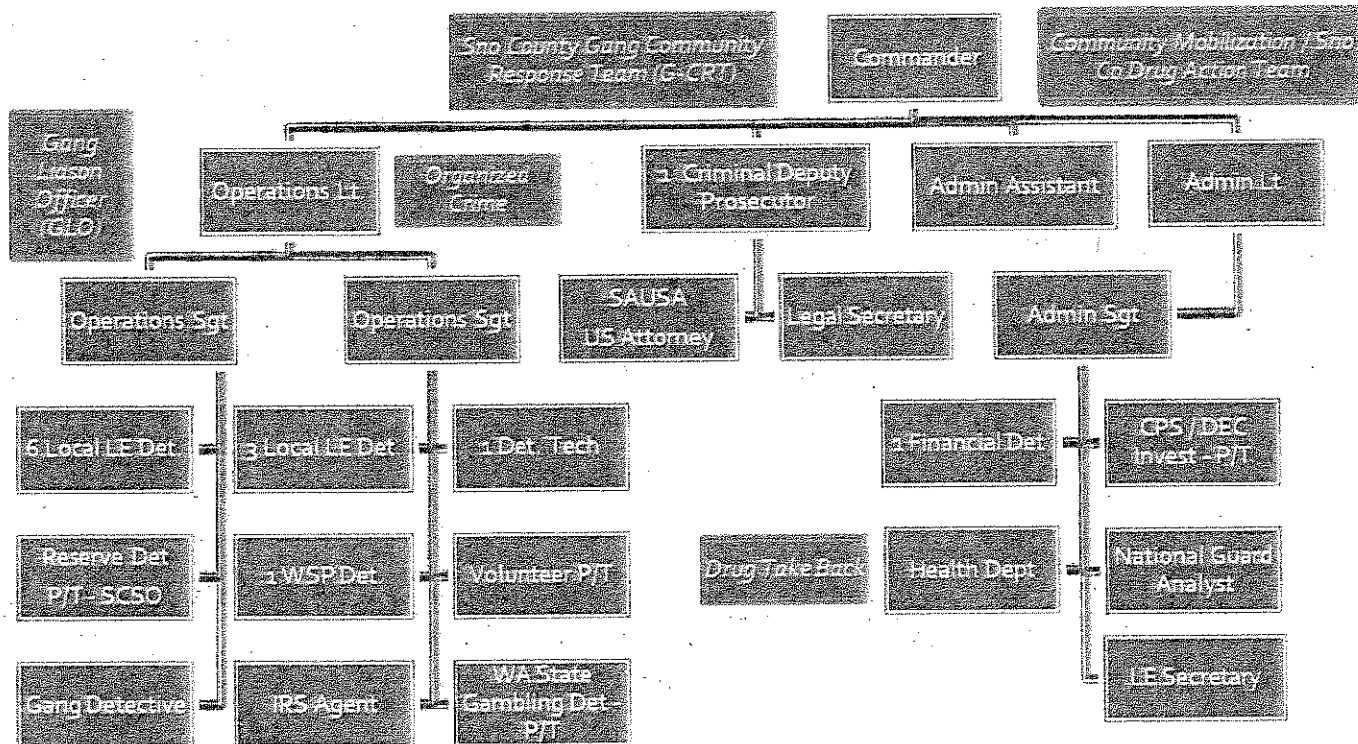 Sno County Gang Community
Response Team (G-CRT)
Commander
Community Mobilization / Sno
Co Drug Action Team
Gang
Liason
Officer
(GLO)
Operations Lt
Organized
Crime
1 Criminal Deputy
Prosecutor
Admin Assistant
Admin Lt
Operations Sgt
Operations Sgt
SAUSA
US Attorney
Legal Secretary
Admin Sgt
6 Local LE Det
3 Local LE Det
1 Det Tech
1 Financial Det
CPS / DEC
Invest – P/T
Reserve Det
P/T - SCSO
1 WSP Det
Volunteer P/T
Drug Take Back
Health Dept
National Guard
Analyst
Gang Detective
IRS Agent
WA State
Gambling Det –
P/T
LE Secretary